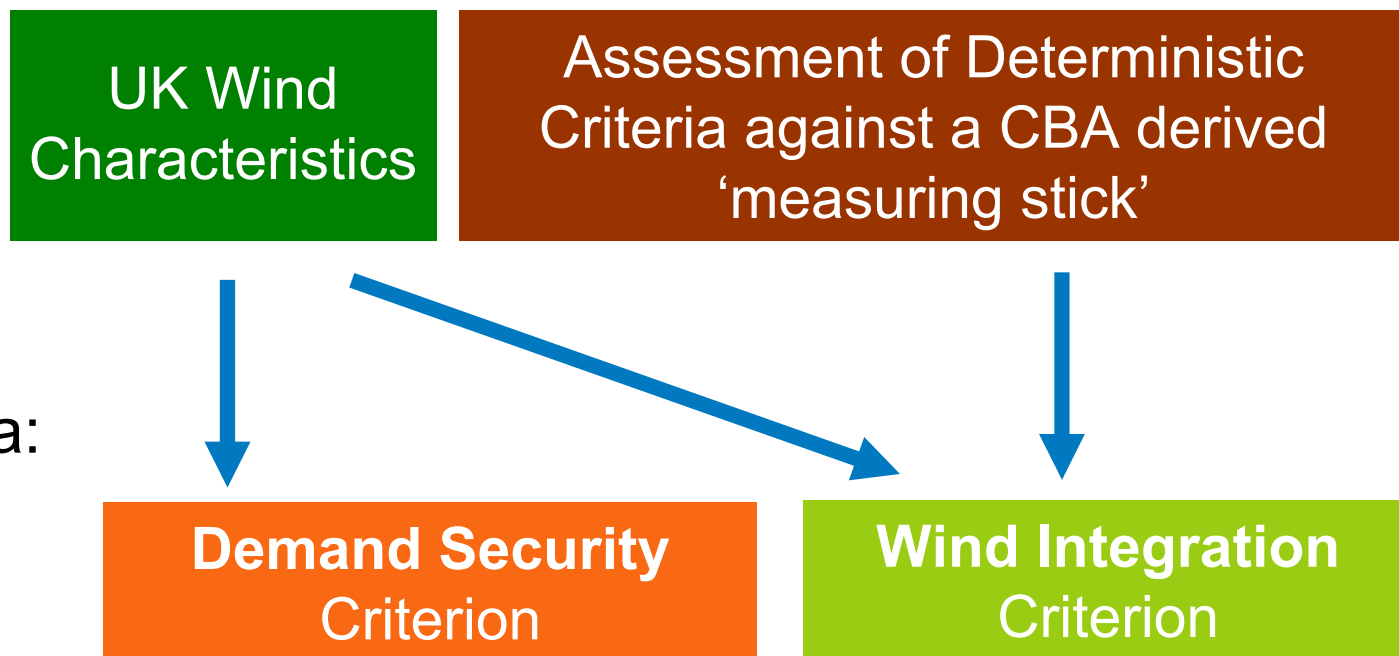 UK Wind
Characteristics
Assessment of Deterministic
Criteria against a CBA derived
‘measuring stick’
a:
Demand Security
Criterion
Wind Integration
Criterion